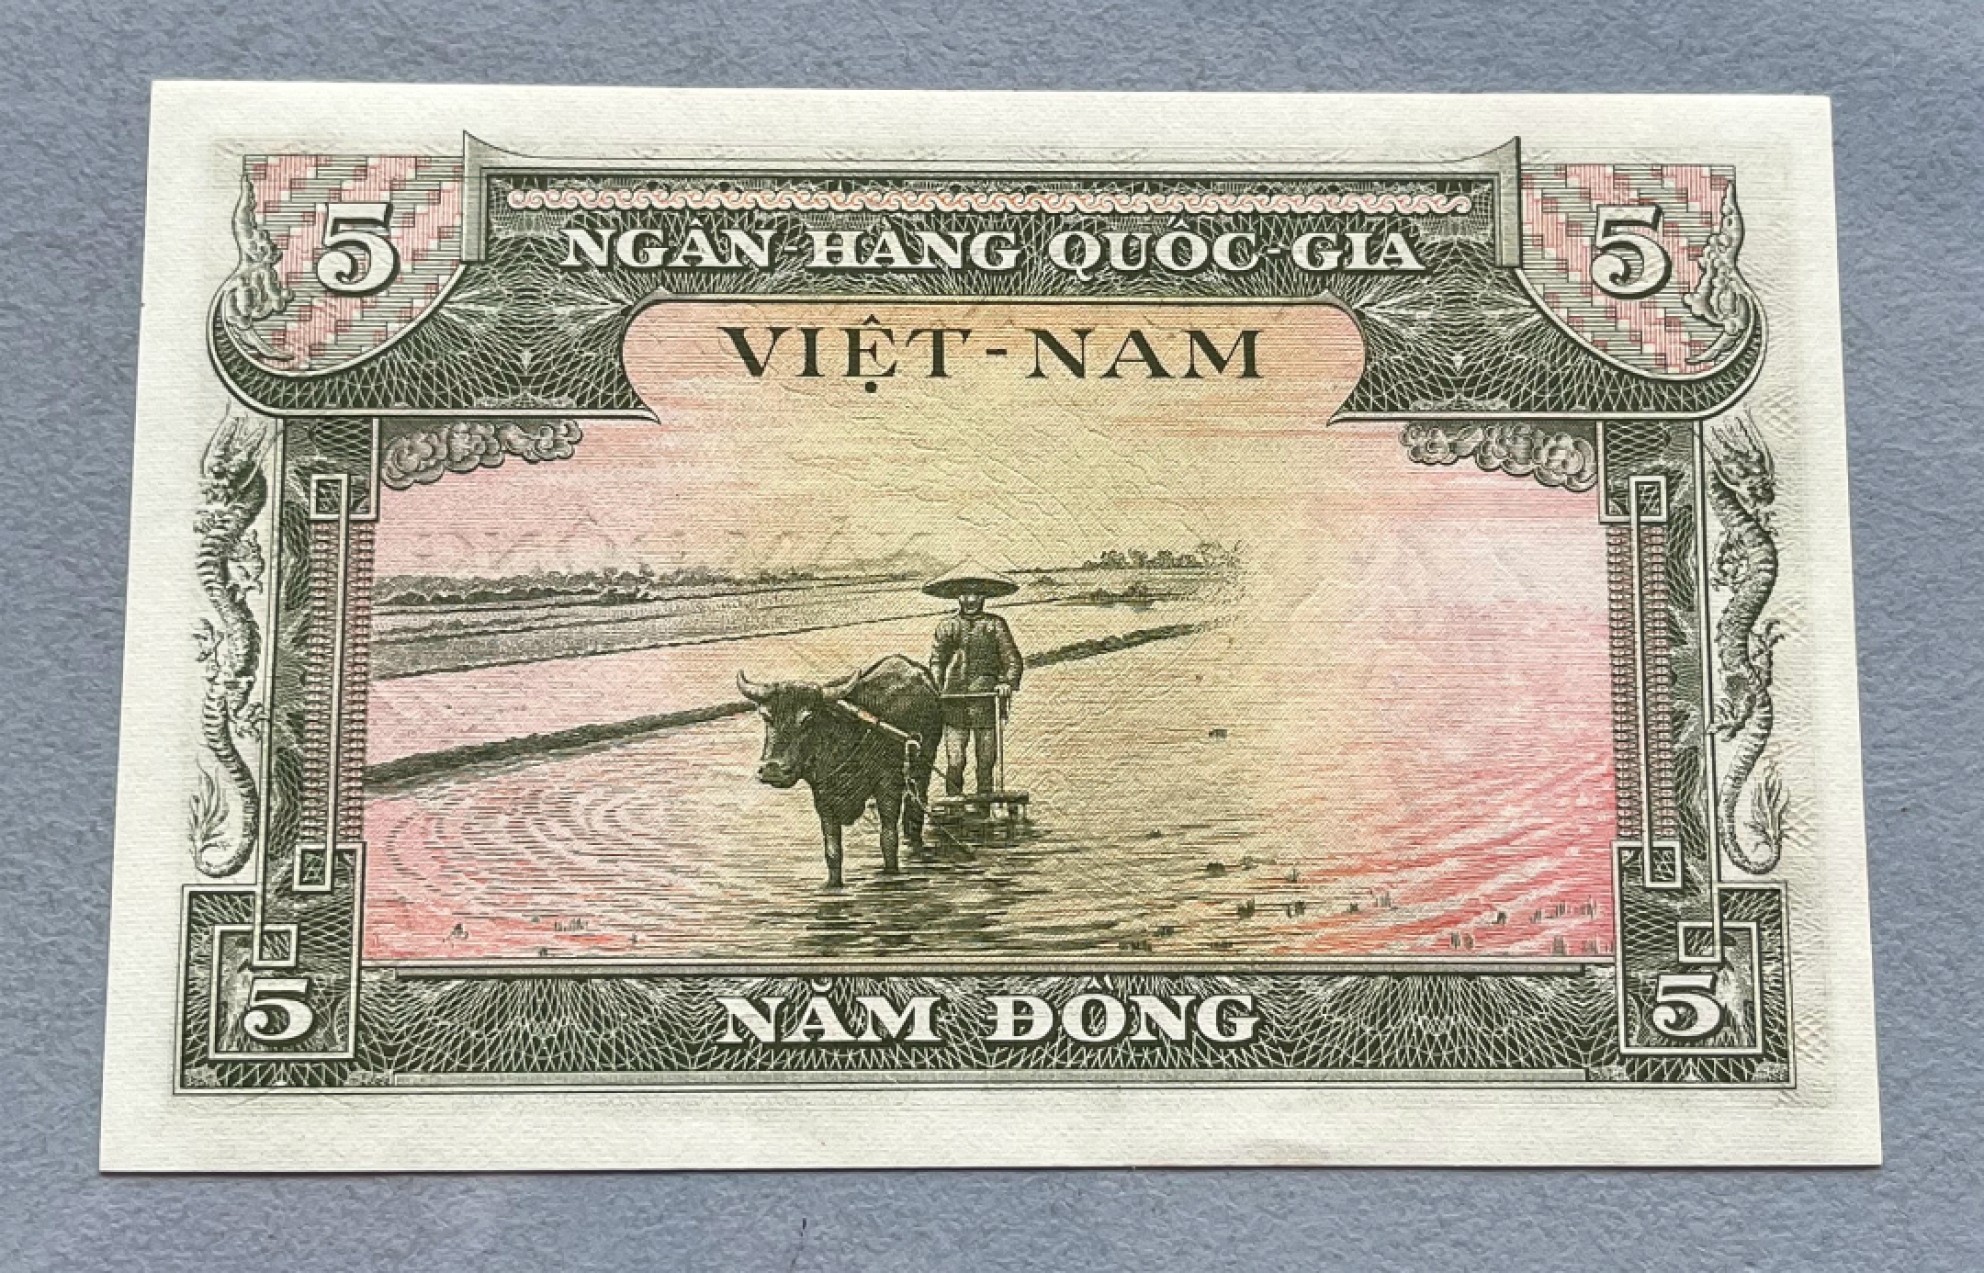 5 NGÂN-HÀNG QUỐC-GIA 5
VIỆT-NAM
5 NĂM ĐỒNG 5